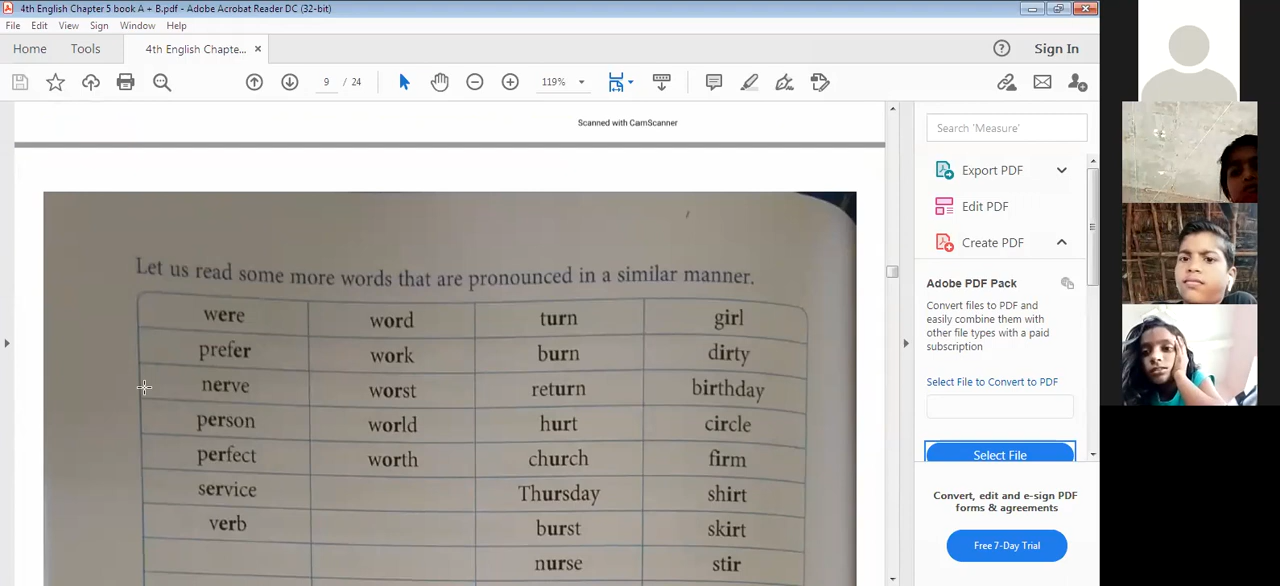 4th English Chapter 5 book A + B.pdf - Adobe Acrobat Reader DC (32-bit)
File Edit View Sign Window Help
Home Tools 4th English Chapte... × Sign In
9 / 24 119%
Scanned with CamScanner
Let us read some more words that are pronounced in a similar manner.
were word turn girl
prefer work burn dirty
nerve worst return birthday
person world hurt circle
perfect worth church firm
service Thursday shirt
verb burst skirt
nurse stir
Search 'Measure'
Export PDF
Edit PDF
Create PDF
Adobe PDF Pack
Convert files to PDF and
easily combine them with
other file types with a paid
subscription
Select File to Convert to PDF
Select File
Convert, edit and e-sign PDF
forms & agreements
Free 7-Day Trial